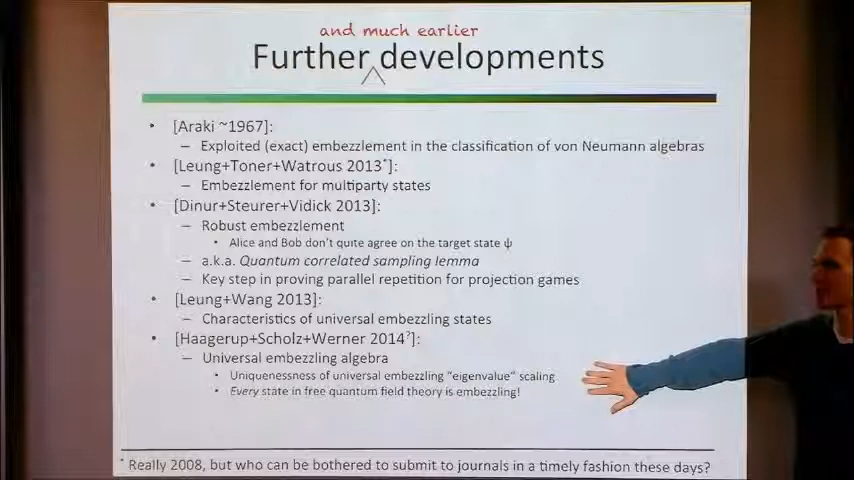 and much earlier
Further developments
• [Araki ~1967]:
– Exploited (exact) embezzlement in the classification of von Neumann algebras
• [Leung+Toner+Watrous 2013*]:
– Embezzlement for multiparty states
• [Dinur+Steurer+Vidick 2013]:
– Robust embezzlement
• Alice and Bob don't quite agree on the target state ψ
– a.k.a. Quantum correlated sampling lemma
– Key step in proving parallel repetition for projection games
• [Leung+Wang 2013]:
– Characteristics of universal embezzling states
• [Haagerup+Scholz+Werner 2014?]:
– Universal embezzling algebra
• Uniquenessness of universal embezzling "eigenvalue" scaling
• Every state in free quantum field theory is embezzling!
* Really 2008, but who can be bothered to submit to journals in a timely fashion these days?